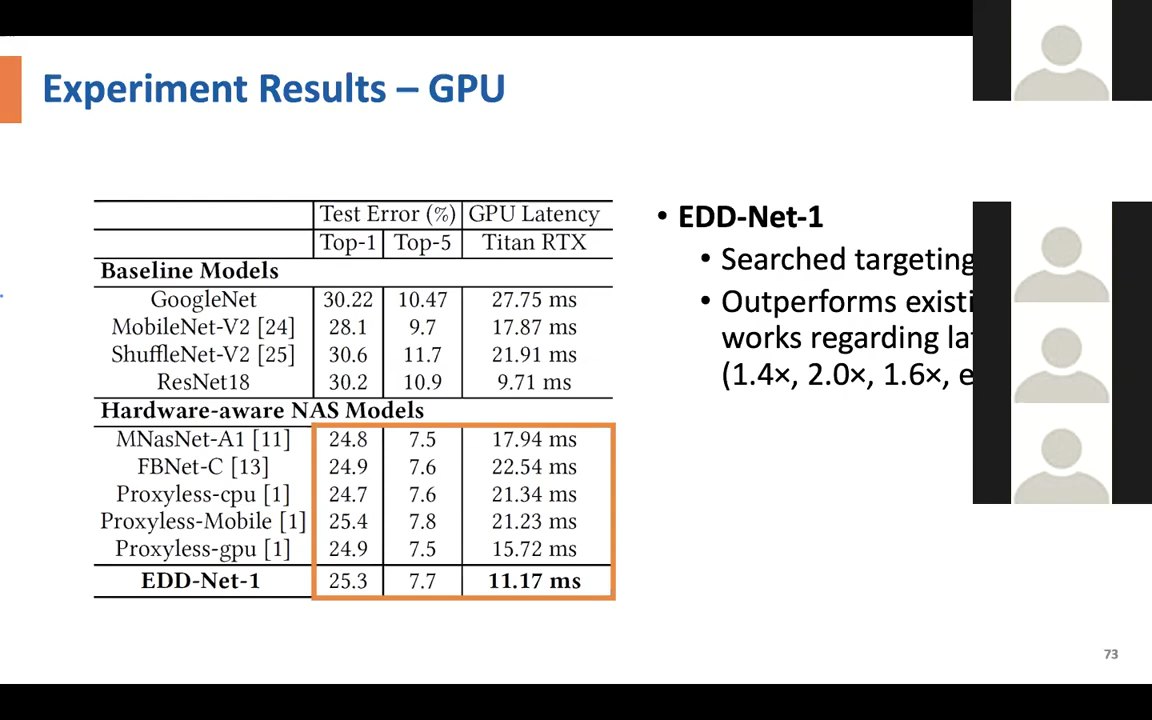 Experiment Results – GPU
Test Error (%) GPU Latency
Top-1 Top-5 Titan RTX
Baseline Models
GoogleNet 30.22 10.47 27.75 ms
MobileNet-V2 [24] 28.1 9.7 17.87 ms
ShuffleNet-V2 [25] 30.6 11.7 21.91 ms
ResNet18 30.2 10.9 9.71 ms
Hardware-aware NAS Models
MNasNet-A1 [11] 24.8 7.5 17.94 ms
FBNet-C [13] 24.9 7.6 22.54 ms
Proxyless-cpu [1] 24.7 7.6 21.34 ms
Proxyless-Mobile [1] 25.4 7.8 21.23 ms
Proxyless-gpu [1] 24.9 7.5 15.72 ms
EDD-Net-1 25.3 7.7 11.17 ms
• EDD-Net-1
• Searched targeting
• Outperforms
works regarding
(1.4×, 2.0×, 1.6×,
73